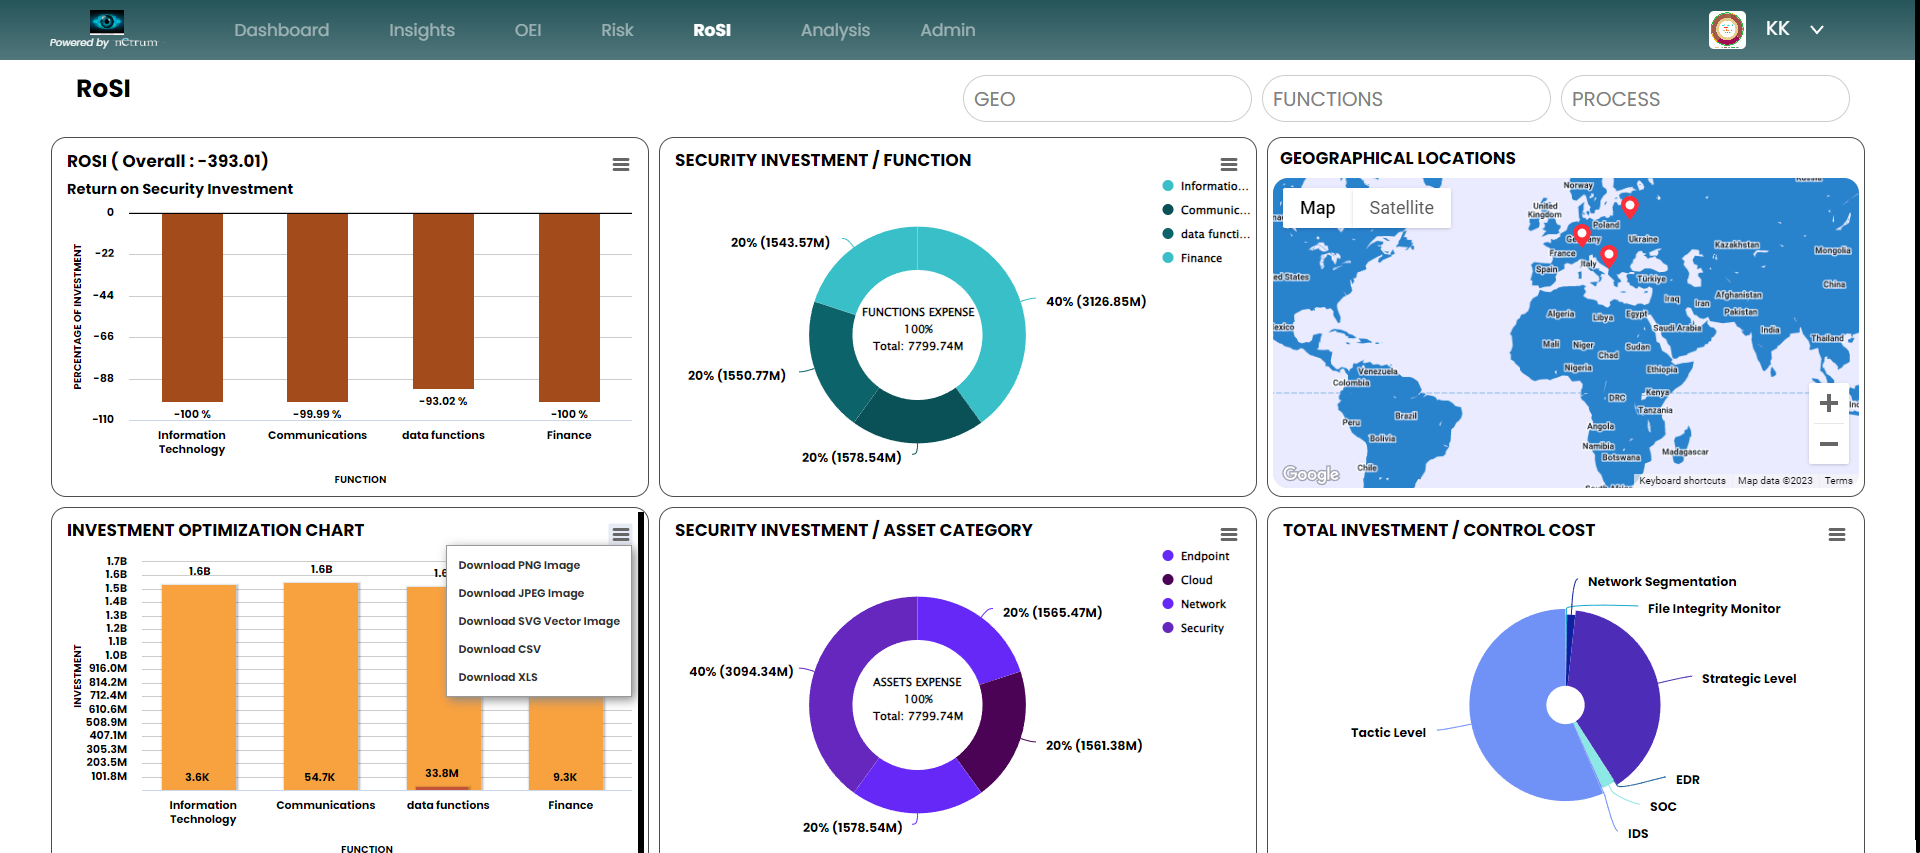 Powered by nCtrum
Dashboard
Insights
OEI
Risk
RoSI
Analysis
Admin
KK
RoSI
GEO
FUNCTIONS
PROCESS
ROSI ( Overall : -393.01)
Return on Security Investment
PERCENTAGE OF INVESTMENT
0
-22
-44
-66
-88
-110
-100 %
-99.99 %
-93.02 %
-100 %
Information
Technology
Communications
data functions
Finance
FUNCTION
SECURITY INVESTMENT / FUNCTION
Informatio...
Communic...
data functi...
Finance
20% (1543.57M)
40% (3126.85M)
20% (1550.77M)
20% (1578.54M)
FUNCTIONS EXPENSE
100%
Total: 7799.74M
GEOGRAPHICAL LOCATIONS
Map
Satellite
Norway
United
Kingdom
Poland
Germany
Ukraine
France
Kazakhstan
Mongolia
Italy
Spain
Türkiye
ed States
China
Iraq
Iran
Afghanistan
Pakistan
Algeria
Libya
Egypt
Saudi Arabia
India
exico
Thailand
Mali
Niger
Chad
Sudan
Nigeria
Ethiopia
Venezuela
Colombia
Kenya
DRC
Tanzania
Inc
Brazil
Peru
Angola
Bolivia
Namibia
Botswana
Madagascar
Chile
Google
Keyboard shortcuts
Map data ©2023
Terms
INVESTMENT OPTIMIZATION CHART
Download PNG Image
Download JPEG Image
Download SVG Vector Image
Download CSV
Download XLS
INVESTMENT
1.7B
1.6B
1.5B
1.4B
1.3B
1.2B
1.1B
1.0B
916.0M
814.2M
712.4M
610.6M
508.9M
407.1M
305.3M
203.5M
101.8M
1.6B
1.6B
1.6
3.6K
54.7K
33.8M
9.3K
Information
Technology
Communications
data functions
Finance
FUNCTION
SECURITY INVESTMENT / ASSET CATEGORY
Endpoint
Cloud
Network
Security
20% (1565.47M)
40% (3094.34M)
20% (1561.38M)
20% (1578.54M)
ASSETS EXPENSE
100%
Total: 7799.74M
TOTAL INVESTMENT / CONTROL COST
Network Segmentation
File Integrity Monitor
Strategic Level
Tactic Level
EDR
SOC
IDS